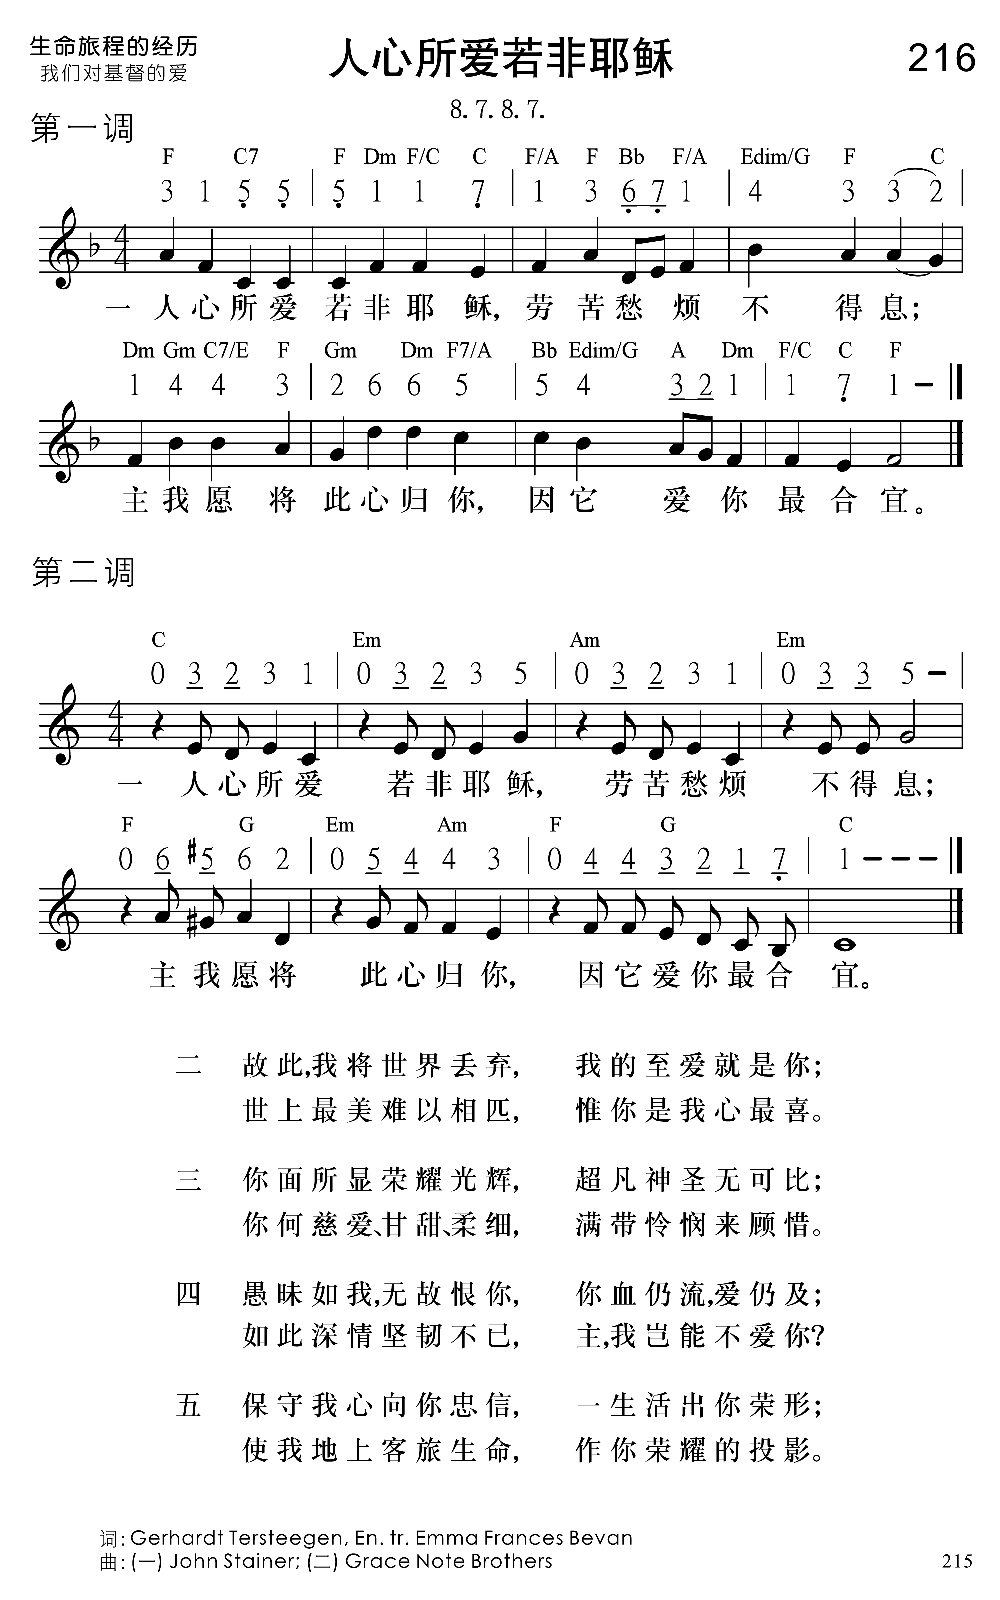 生命旅程的经历
我们对基督的爱
人心所爱若非耶稣
216
8.7.8.7.
第一调
F C7 F Dm F/C C F/A F Bb F/A Edim/G F C
3 1 5 5 | 5 1 1 7 | 1 3 6 7 1 | 4 3 3 2 |
4
4
一 人心所爱若非耶稣,劳苦愁烦不得息;
Dm Gm C7/E F Gm Dm F7/A Bb Edim/G A Dm F/C C F
1 4 4 3 | 2 6 6 5 | 5 4 3 2 1 | 1 7 1 –
主我愿将此心归你,因它爱你最合宜。
第二调
C Em Am Em
0 3 2 3 1 | 0 3 2 3 5 | 0 3 2 3 1 | 0 3 3 5 – |
4
4
一 人心所爱若非耶稣,劳苦愁烦不得息;
F G Em Am F G C
0 6 #5 6 2 | 0 5 4 4 3 | 0 4 4 3 2 1 7 | 1 – – –
主我愿将此心归你,因它爱你最合宜。
二 故此,我将世界丢弃, 我的至爱就是你;
世上最美难以相匹, 惟你是我心最喜。
三 你面所显荣耀光辉, 超凡神圣无可比;
你何慈爱、甘甜、柔细, 满带怜悯来顾惜。
四 愚昧如我,无故恨你, 你血仍流,爱仍及;
如此深情坚韧不已, 主,我岂能不爱你?
五 保守我心向你忠信, 一生活出你荣形;
使我地上客旅生命, 作你荣耀的投影。
词: Gerhardt Tersteegen, En. tr. Emma Frances Bevan
曲: (一) John Stainer; (二) Grace Note Brothers
215